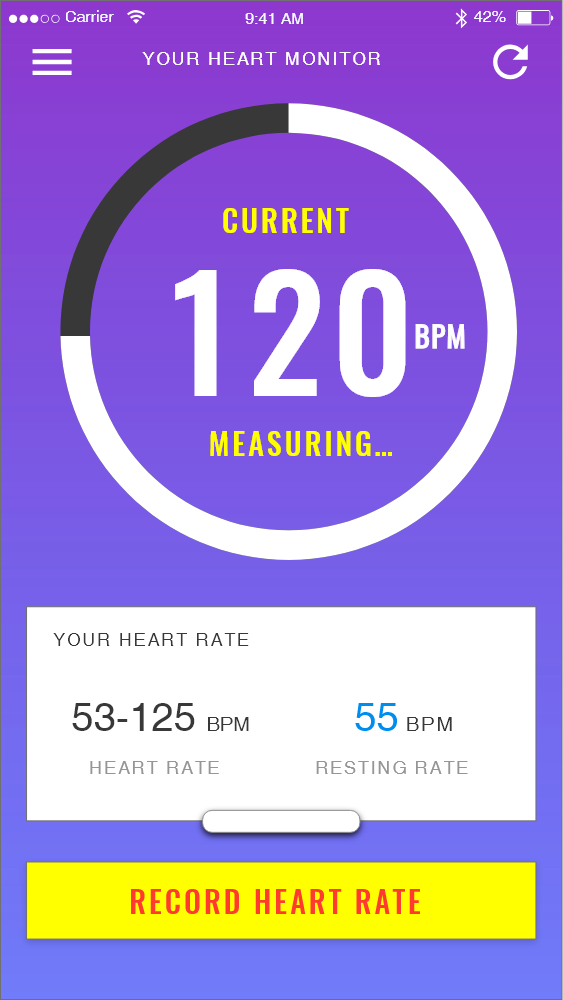 Carrier 9:41 AM 42%
YOUR HEART MONITOR
CURRENT
120 BPM
MEASURING...
YOUR HEART RATE
53-125 BPM 55 BPM
HEART RATE RESTING RATE
RECORD HEART RATE